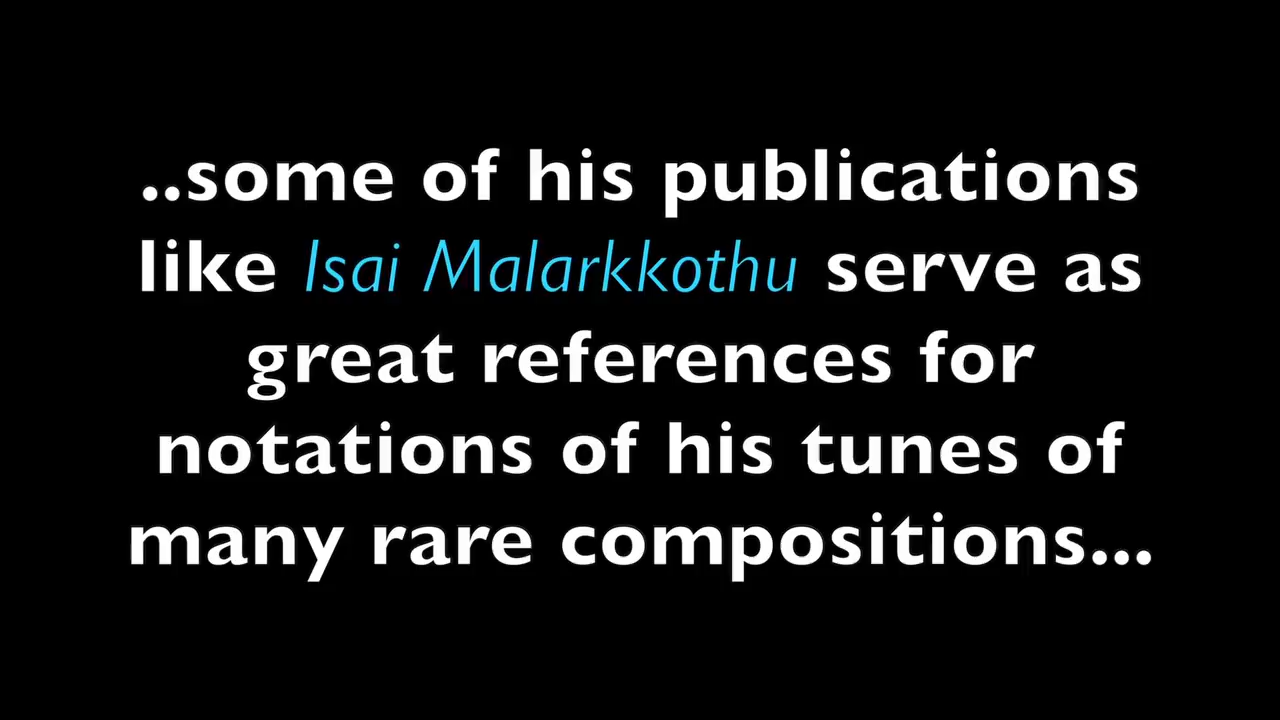 ..some of his publications
like Isai Malarkkothu serve as
great references for
notations of his tunes of
many rare compositions...